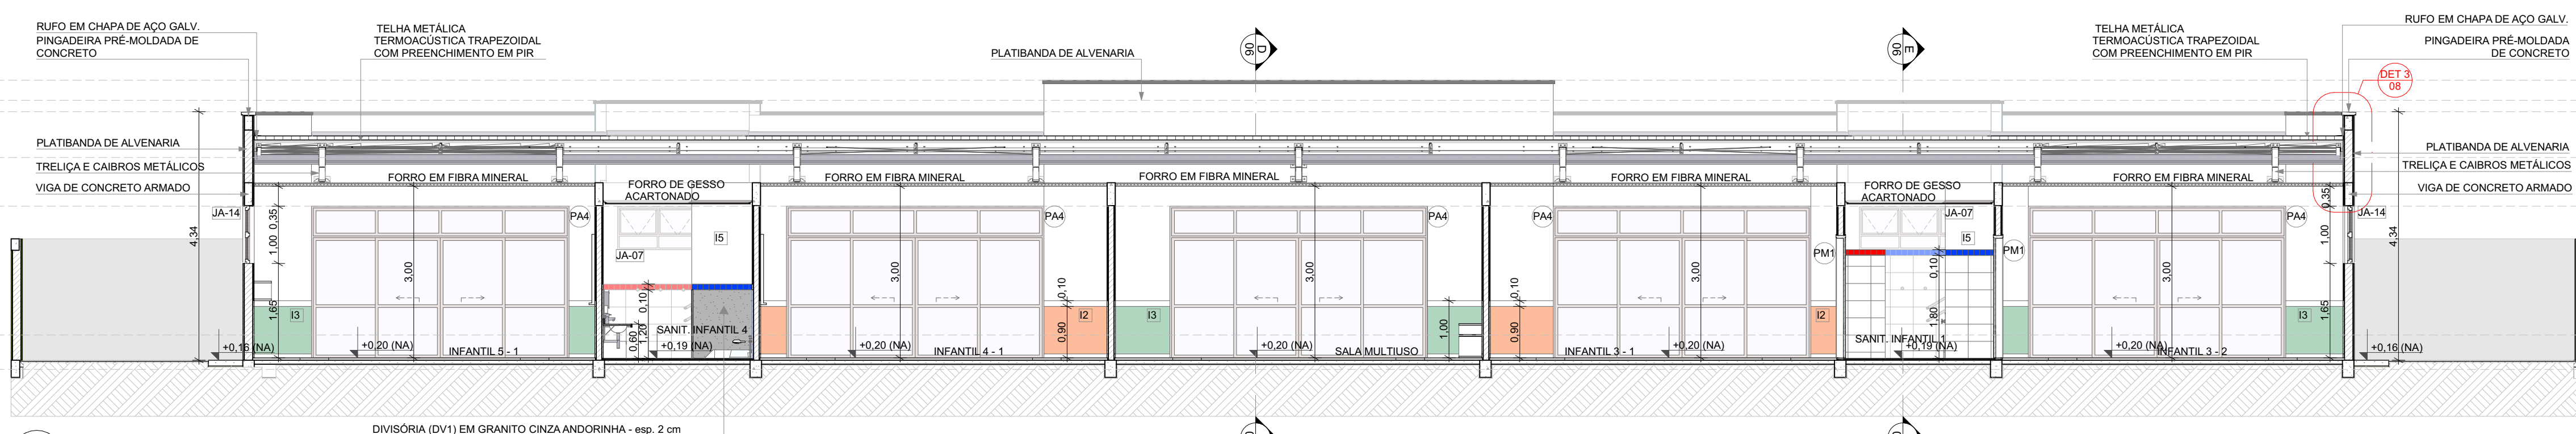 RUFO EM CHAPA DE AÇO GALV.
PINGADEIRA PRÉ-MOLDADA DE
CONCRETO
TELHA METÁLICA
TERMOACÚSTICA TRAPEZOIDAL
COM PREENCHIMENTO EM PIR
PLATIBANDA DE ALVENARIA
D
06
E
06
TELHA METÁLICA
TERMOACÚSTICA TRAPEZOIDAL
COM PREENCHIMENTO EM PIR
RUFO EM CHAPA DE AÇO GALV.
PINGADEIRA PRÉ-MOLDADA
DE CONCRETO
DET 3
08
PLATIBANDA DE ALVENARIA
TRELIÇA E CAIBROS METÁLICOS
VIGA DE CONCRETO ARMADO
PLATIBANDA DE ALVENARIA
TRELIÇA E CAIBROS METÁLICOS
VIGA DE CONCRETO ARMADO
FORRO EM FIBRA MINERAL
FORRO DE GESSO
ACARTONADO
FORRO EM FIBRA MINERAL
FORRO EM FIBRA MINERAL
FORRO EM FIBRA MINERAL
FORRO DE GESSO
ACARTONADO
FORRO EM FIBRA MINERAL
4,34
JA-14
0,35
1,00
1,65
3,00
PA4
I5
JA-07
3,00
PA4
3,00
PA4
PA4
3,00
PM1
JA-07
I5
PM1
3,00
PA4
0,35
1,00
1,65
JA-14
4,34
I3
0,10
0,60
1,20
0,10
0,90
I2
I3
1,00
0,10
0,90
I2
0,10
1,80
I3
+0,16 (NA)
+0,20 (NA)
INFANTIL 5 - 1
SANIT. INFANTIL 4
+0,19 (NA)
+0,20 (NA)
INFANTIL 4 - 1
+0,20 (NA)
SALA MULTIUSO
INFANTIL 3 - 1
+0,20 (NA)
SANIT. INFANTIL 1
+0,19 (NA)
+0,20 (NA)
INFANTIL 3 - 2
+0,16 (NA)
DIVISÓRIA (DV1) EM GRANITO CINZA ANDORINHA - esp. 2 cm